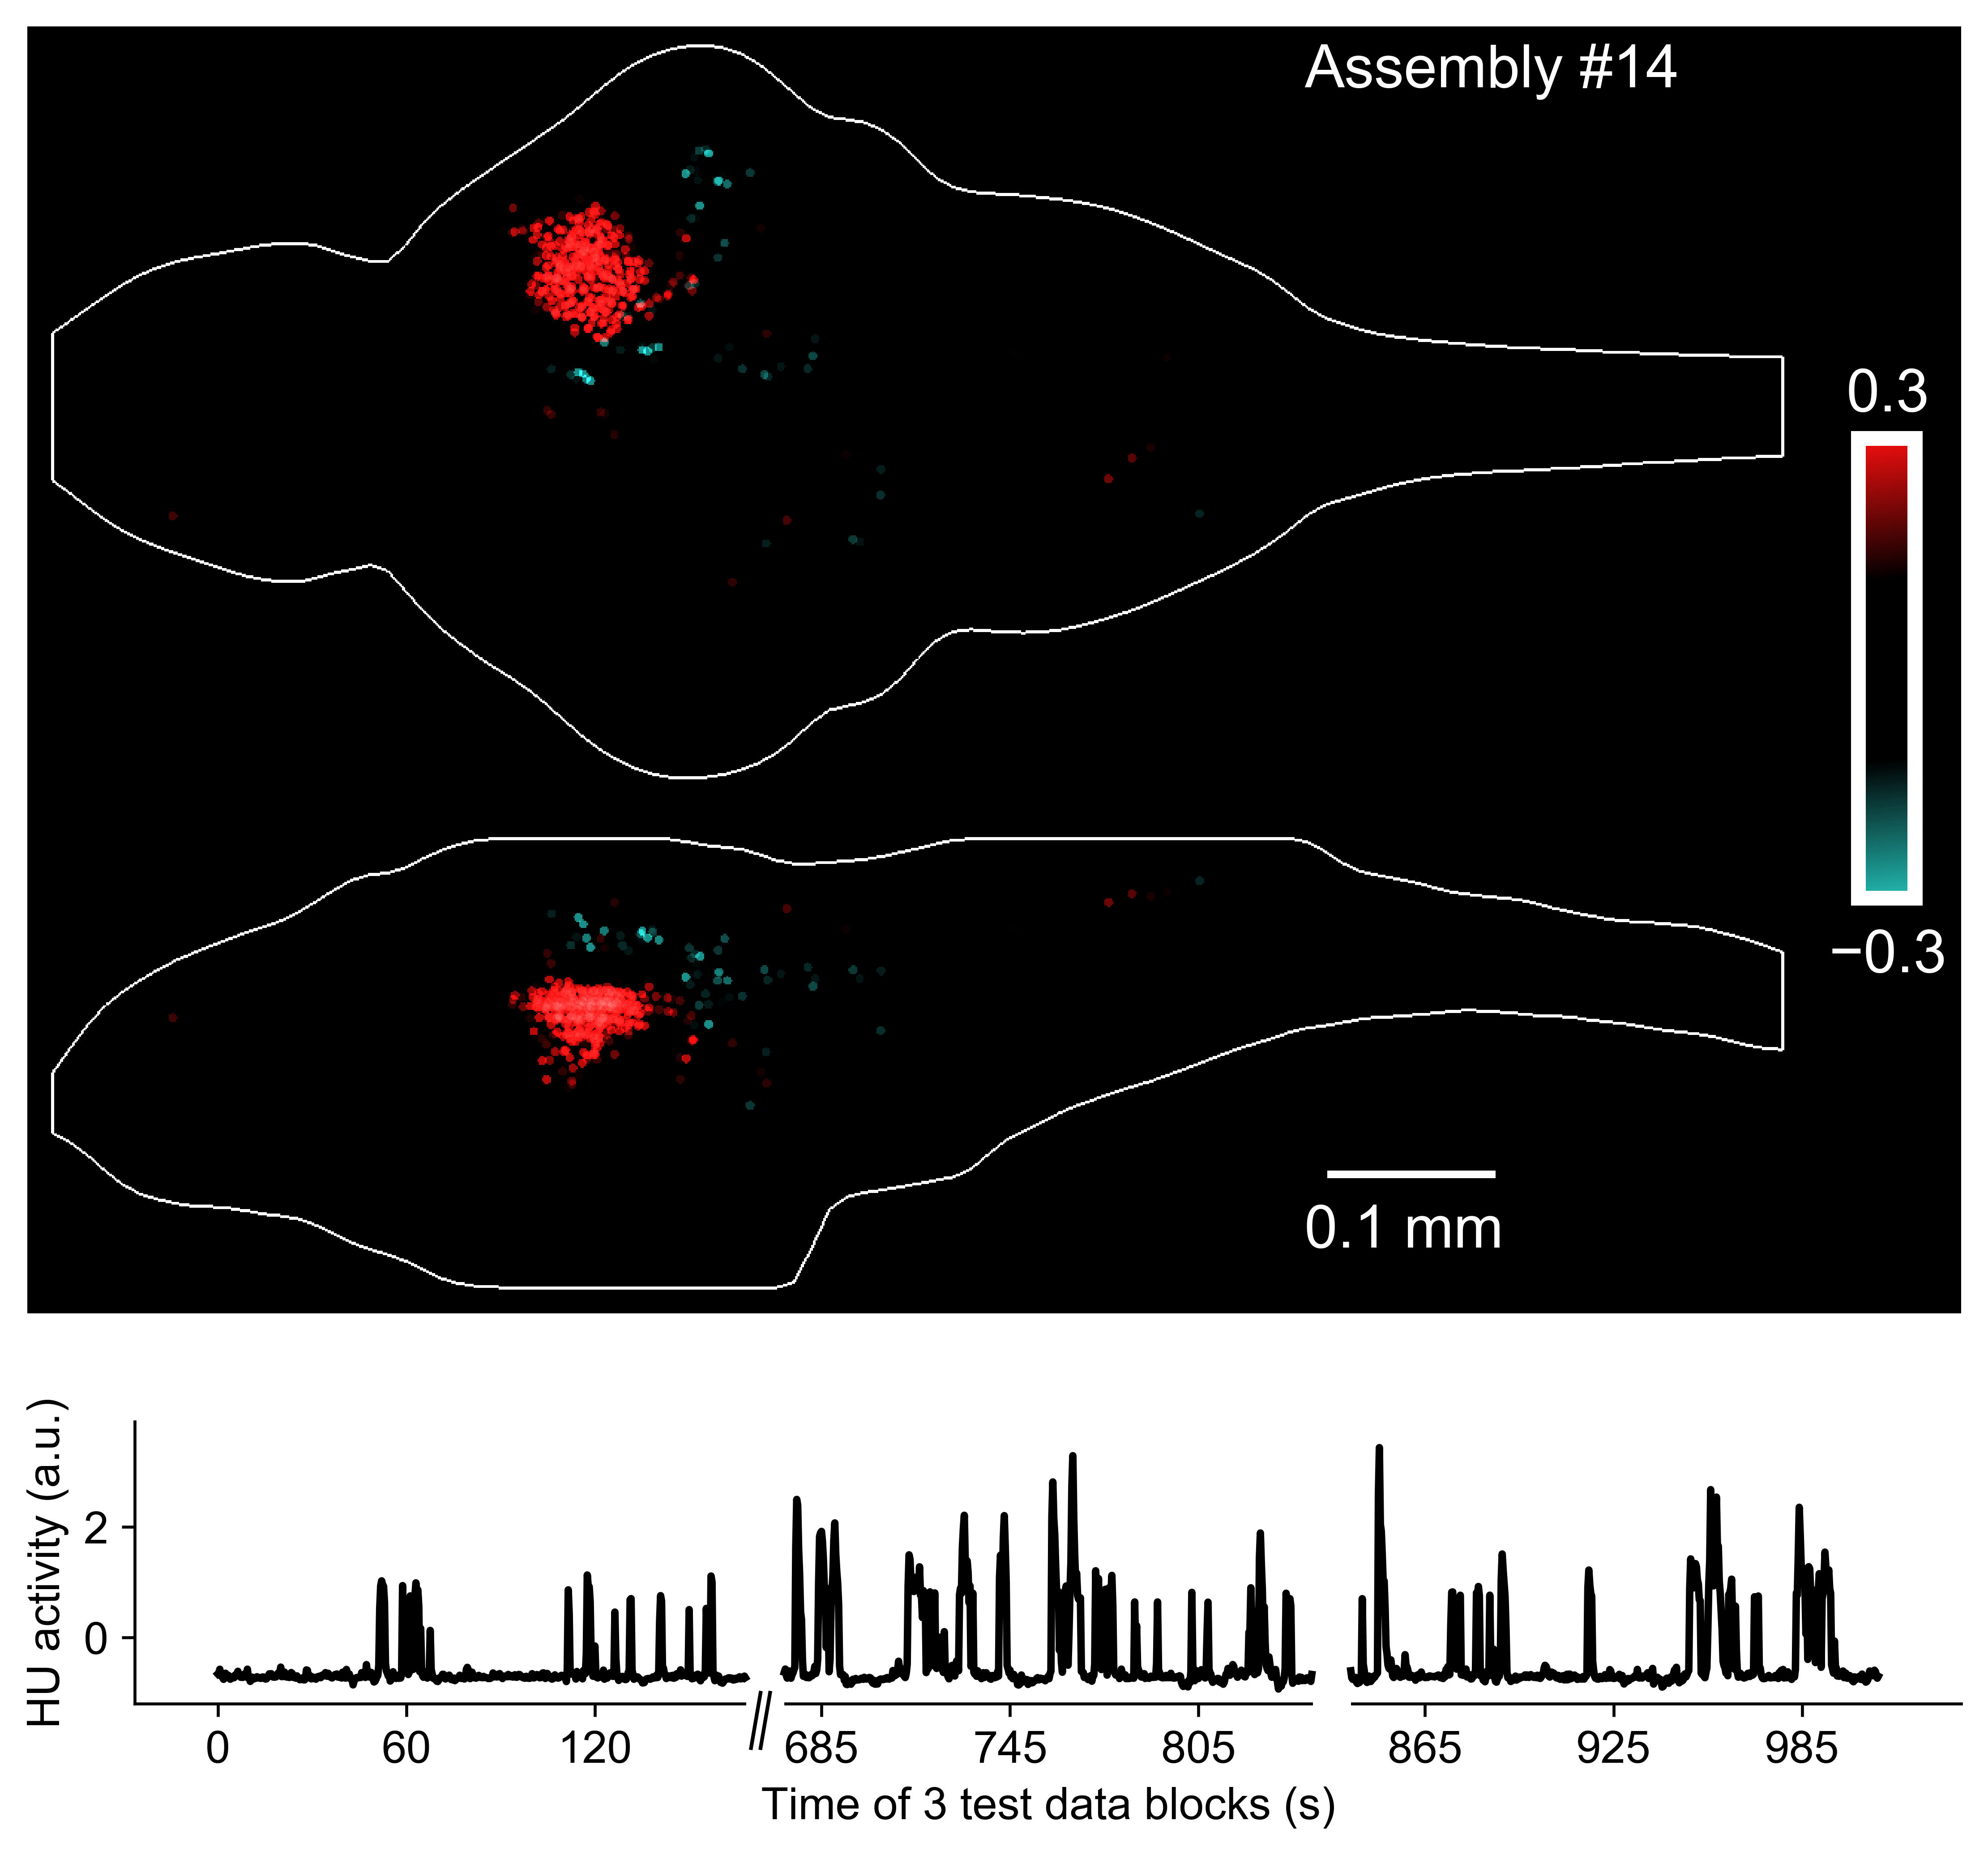 Assembly #14
0.3
−0.3
0.1 mm
HU activity (a.u.)
2
0
0 60 120 685 745 805 865 925 985
Time of 3 test data blocks (s)